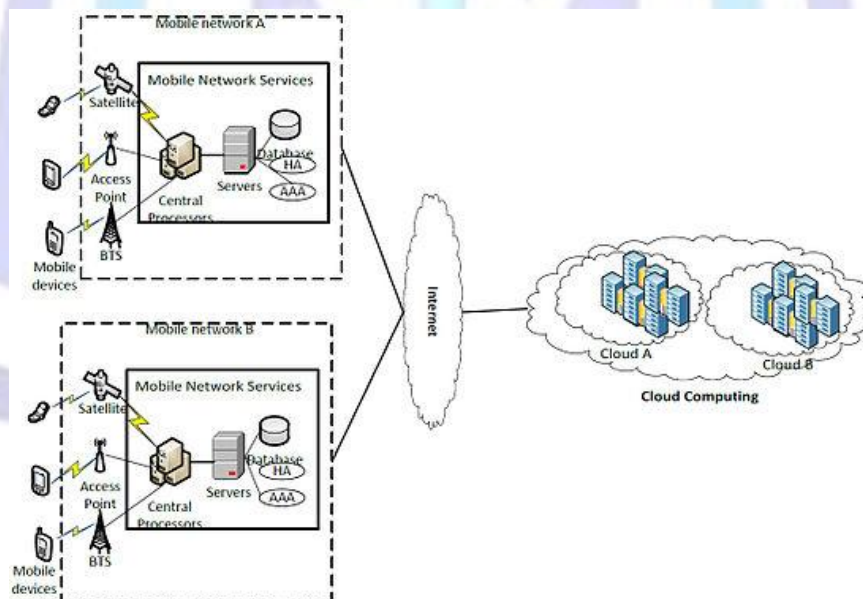 Mobile network A
Mobile Network Services
Satellite
Database
HA
AAA
Access
Point
Servers
Central
Processors
BTS
Mobile
devices
Mobile network B
Mobile Network Services
Satellite
Database
HA
AAA
Access
Point
Servers
Central
Processors
BTS
Mobile
devices
Internet
Cloud A
Cloud B
Cloud Computing